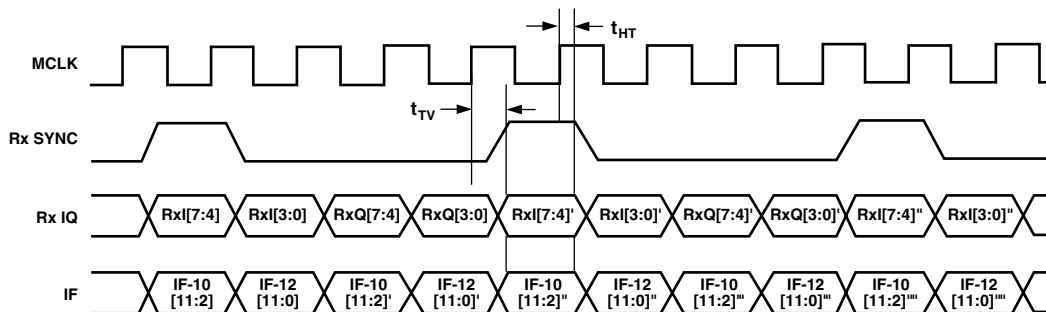 tHT
MCLK
tTV
Rx SYNC
Rx IQ
RxI[7:4] RxI[3:0] RxQ[7:4] RxQ[3:0] RxI[7:4]' RxI[3:0]' RxQ[7:4]' RxQ[3:0]' RxI[7:4]" RxI[3:0]"
IF
IF-10 IF-12 IF-10 IF-12 IF-10 IF-12 IF-10 IF-12 IF-10 IF-12
[11:2] [11:0] [11:2]' [11:0]' [11:2]" [11:0]" [11:2]"' [11:0]"' [11:2]"" [11:0]""